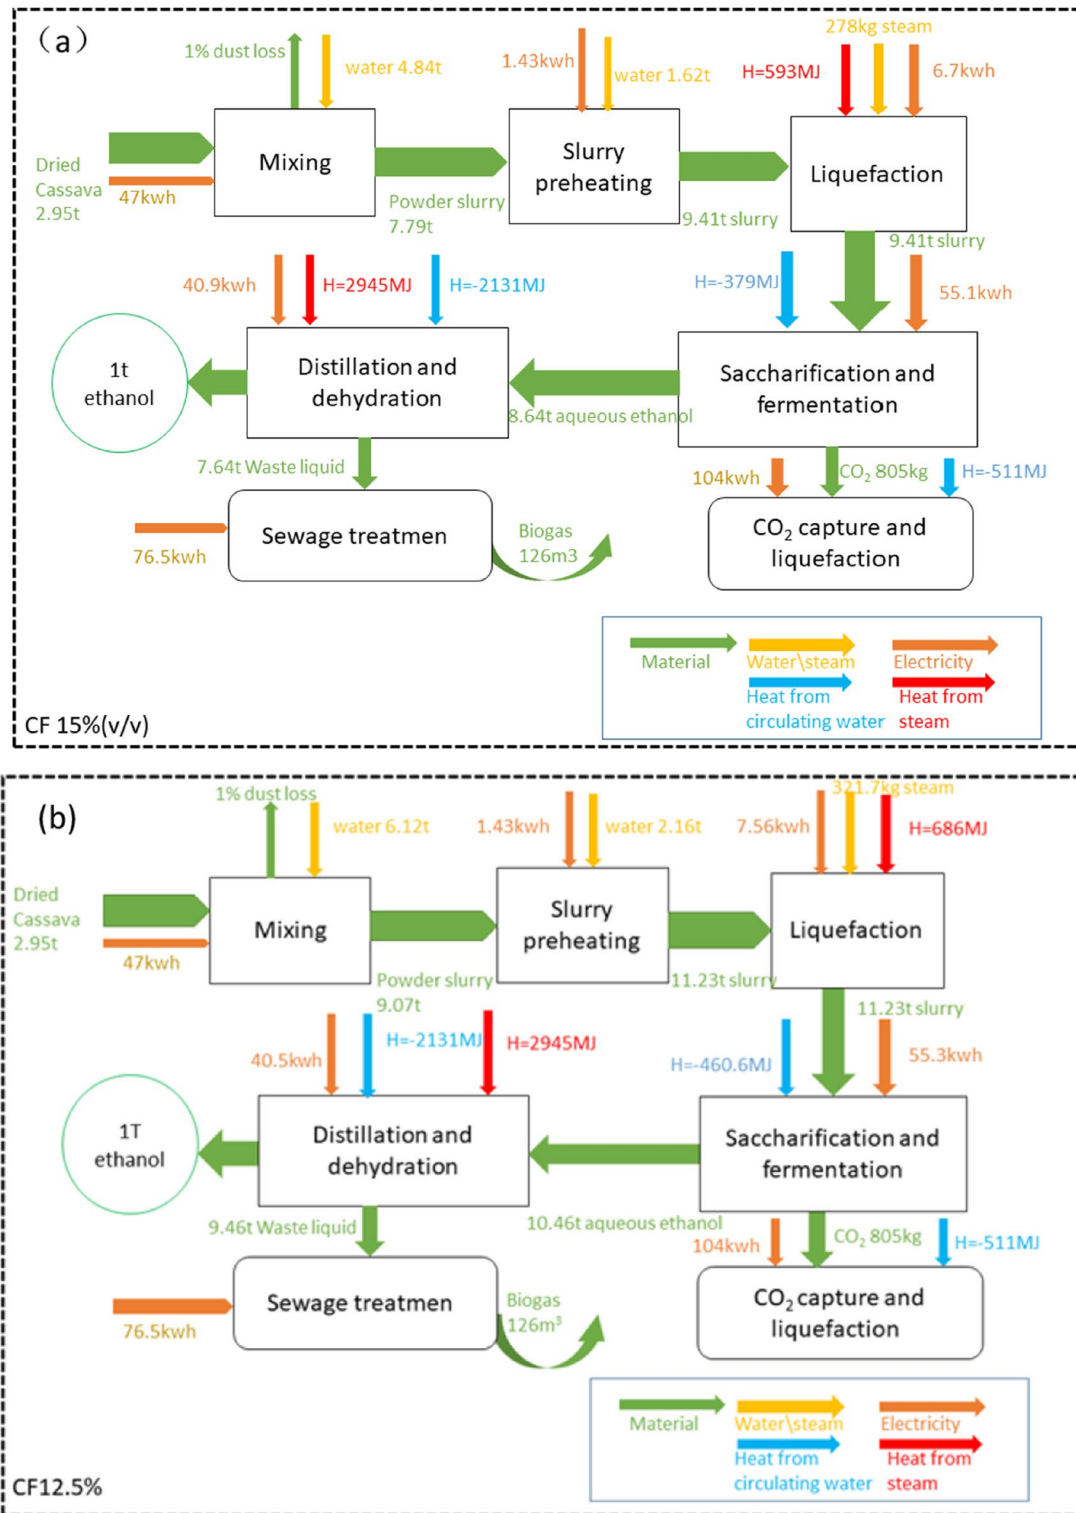 (a)
1% dust loss
water 4.84t
1.43kwh
water 1.62t
278kg steam
H=593MJ
6.7kwh
Dried
Cassava
2.95t
47kwh
Mixing
Powder slurry
7.79t
Slurry
preheating
9.41t slurry
Liquefaction
9.41t slurry
40.9kwh
H=2945MJ
H=-2131MJ
H=-379MJ
55.1kwh
1t
ethanol
Distillation and
dehydration
8.64t aqueous ethanol
Saccharification and
fermentation
7.64t Waste liquid
104kwh
CO₂ 805kg
H=-511MJ
76.5kwh
Sewage treatmen
Biogas
126m3
CO₂ capture and
liquefaction
Material
Water\steam
Electricity
Heat from
circulating water
Heat from
steam
CF 15%(v/v)
(b)
1% dust loss
water 6.12t
1.43kwh
water 2.16t
7.56kwh
321.7kg steam
H=686MJ
Dried
Cassava
2.95t
47kwh
Mixing
Powder slurry
9.07t
Slurry
preheating
11.23t slurry
Liquefaction
11.23t slurry
40.5kwh
H=-2131MJ
H=2945MJ
H=-460.6MJ
55.3kwh
1T
ethanol
Distillation and
dehydration
10.46t aqueous ethanol
Saccharification and
fermentation
9.46t Waste liquid
104kwh
CO₂ 805kg
H=-511MJ
76.5kwh
Sewage treatmen
Biogas
126m³
CO₂ capture and
liquefaction
Material
Water\steam
Electricity
Heat from
circulating water
Heat from
steam
CF12.5%